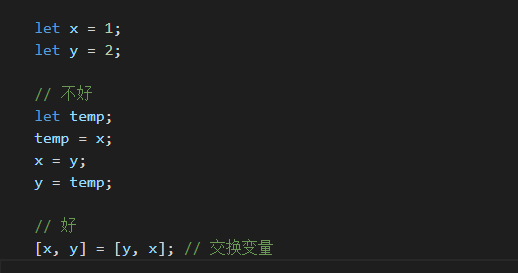 let x = 1;
let y = 2;
// 不好
let temp;
temp = x;
x = y;
y = temp;
// 好
[x, y] = [y, x]; // 交换变量